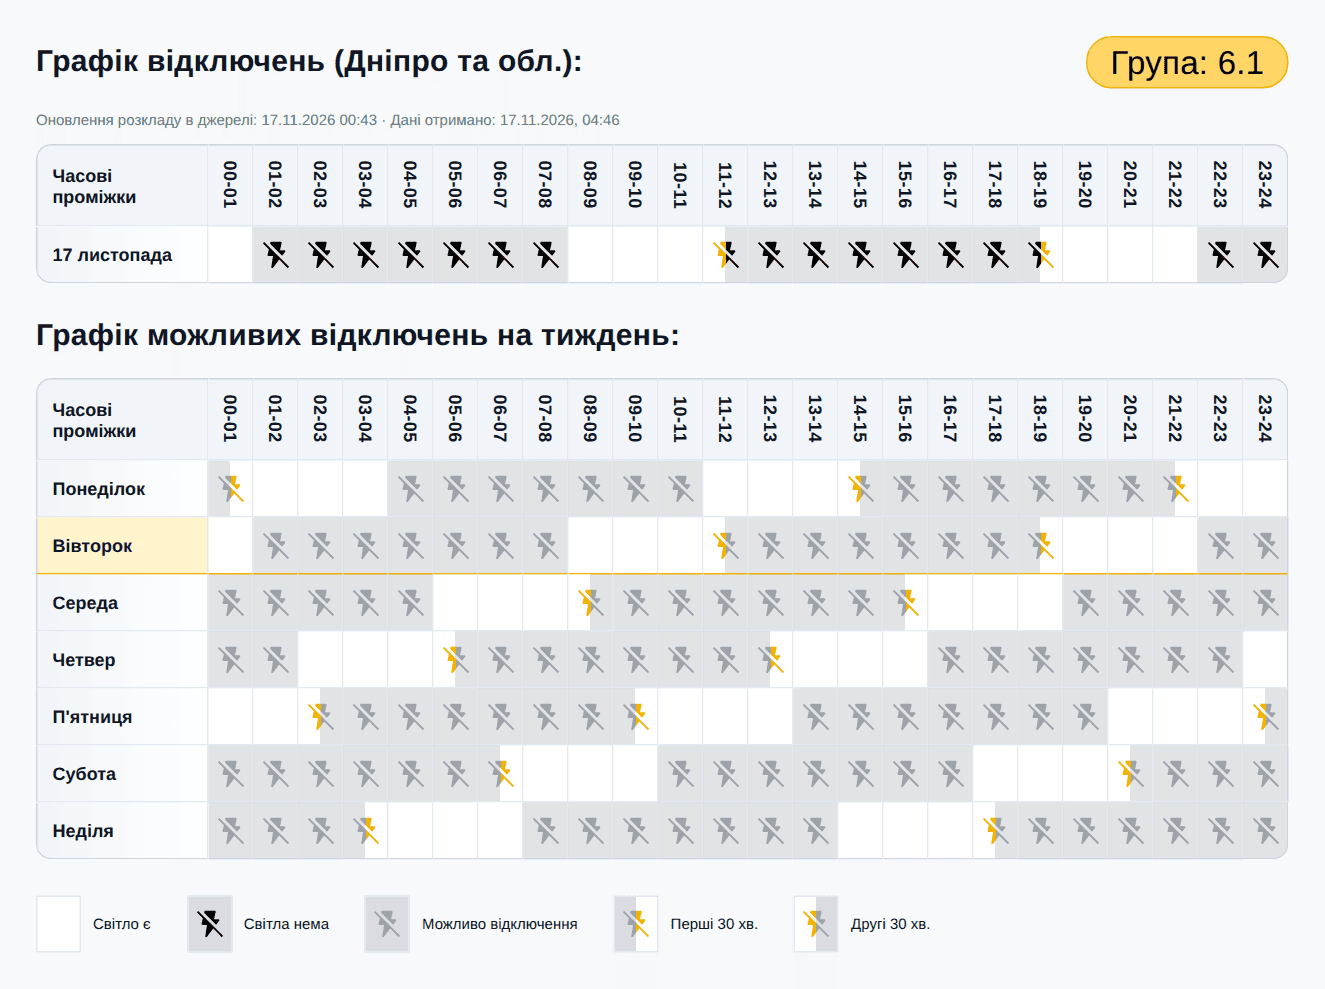 Графік відключень (Дніпро та обл.):
Група: 6.1
Оновлення розкладу в джерелі: 17.11.2026 00:43 · Дані отримано: 17.11.2026, 04:46
Часові проміжки 00-01 01-02 02-03 03-04 04-05 05-06 06-07 07-08 08-09 09-10 10-11 11-12 12-13 13-14 14-15 15-16 16-17 17-18 18-19 19-20 20-21 21-22 22-23 23-24
17 листопада
Графік можливих відключень на тиждень:
Часові проміжки 00-01 01-02 02-03 03-04 04-05 05-06 06-07 07-08 08-09 09-10 10-11 11-12 12-13 13-14 14-15 15-16 16-17 17-18 18-19 19-20 20-21 21-22 22-23 23-24
Понеділок
Вівторок
Середа
Четвер
П'ятниця
Субота
Неділя
Світло є Світла нема Можливо відключення Перші 30 хв. Другі 30 хв.